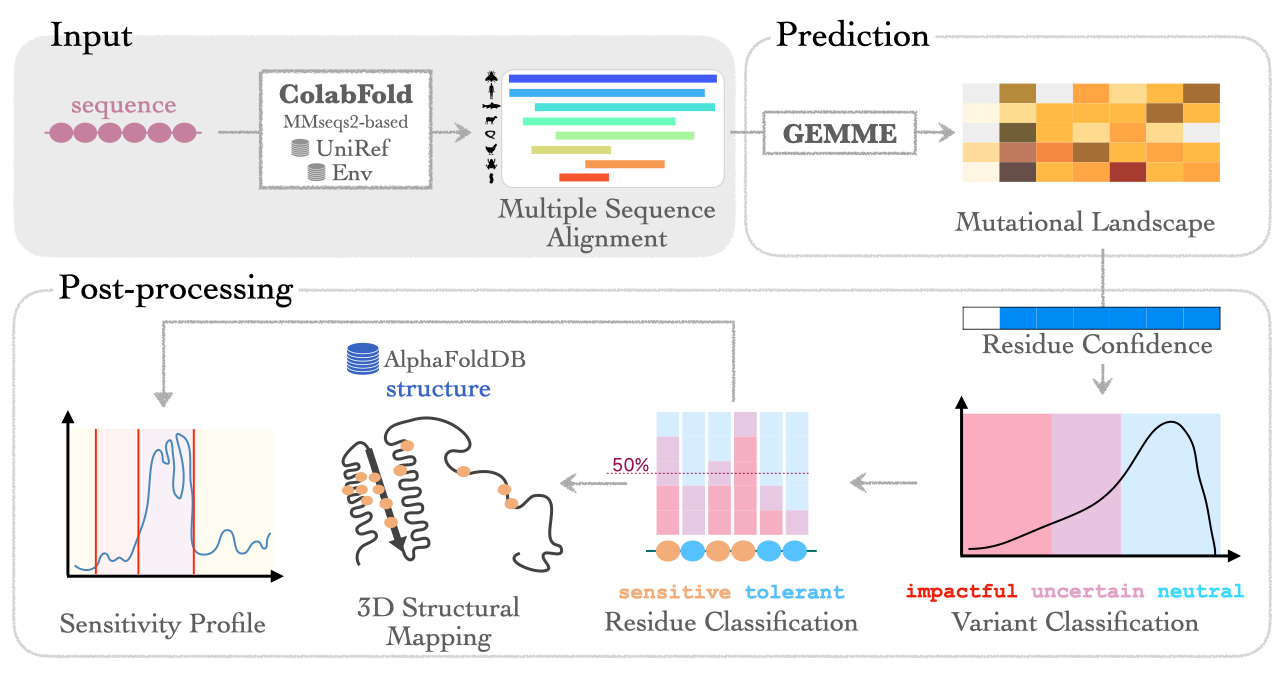 Input
sequence
ColabFold
MMseqs2-based
UniRef
Env
Multiple Sequence
Alignment
Prediction
GEMME
Mutational Landscape
Post-processing
Residue Confidence
AlphaFoldDB
structure
50%
Sensitivity Profile
3D Structural
Mapping
sensitive tolerant
Residue Classification
impactful uncertain neutral
Variant Classification